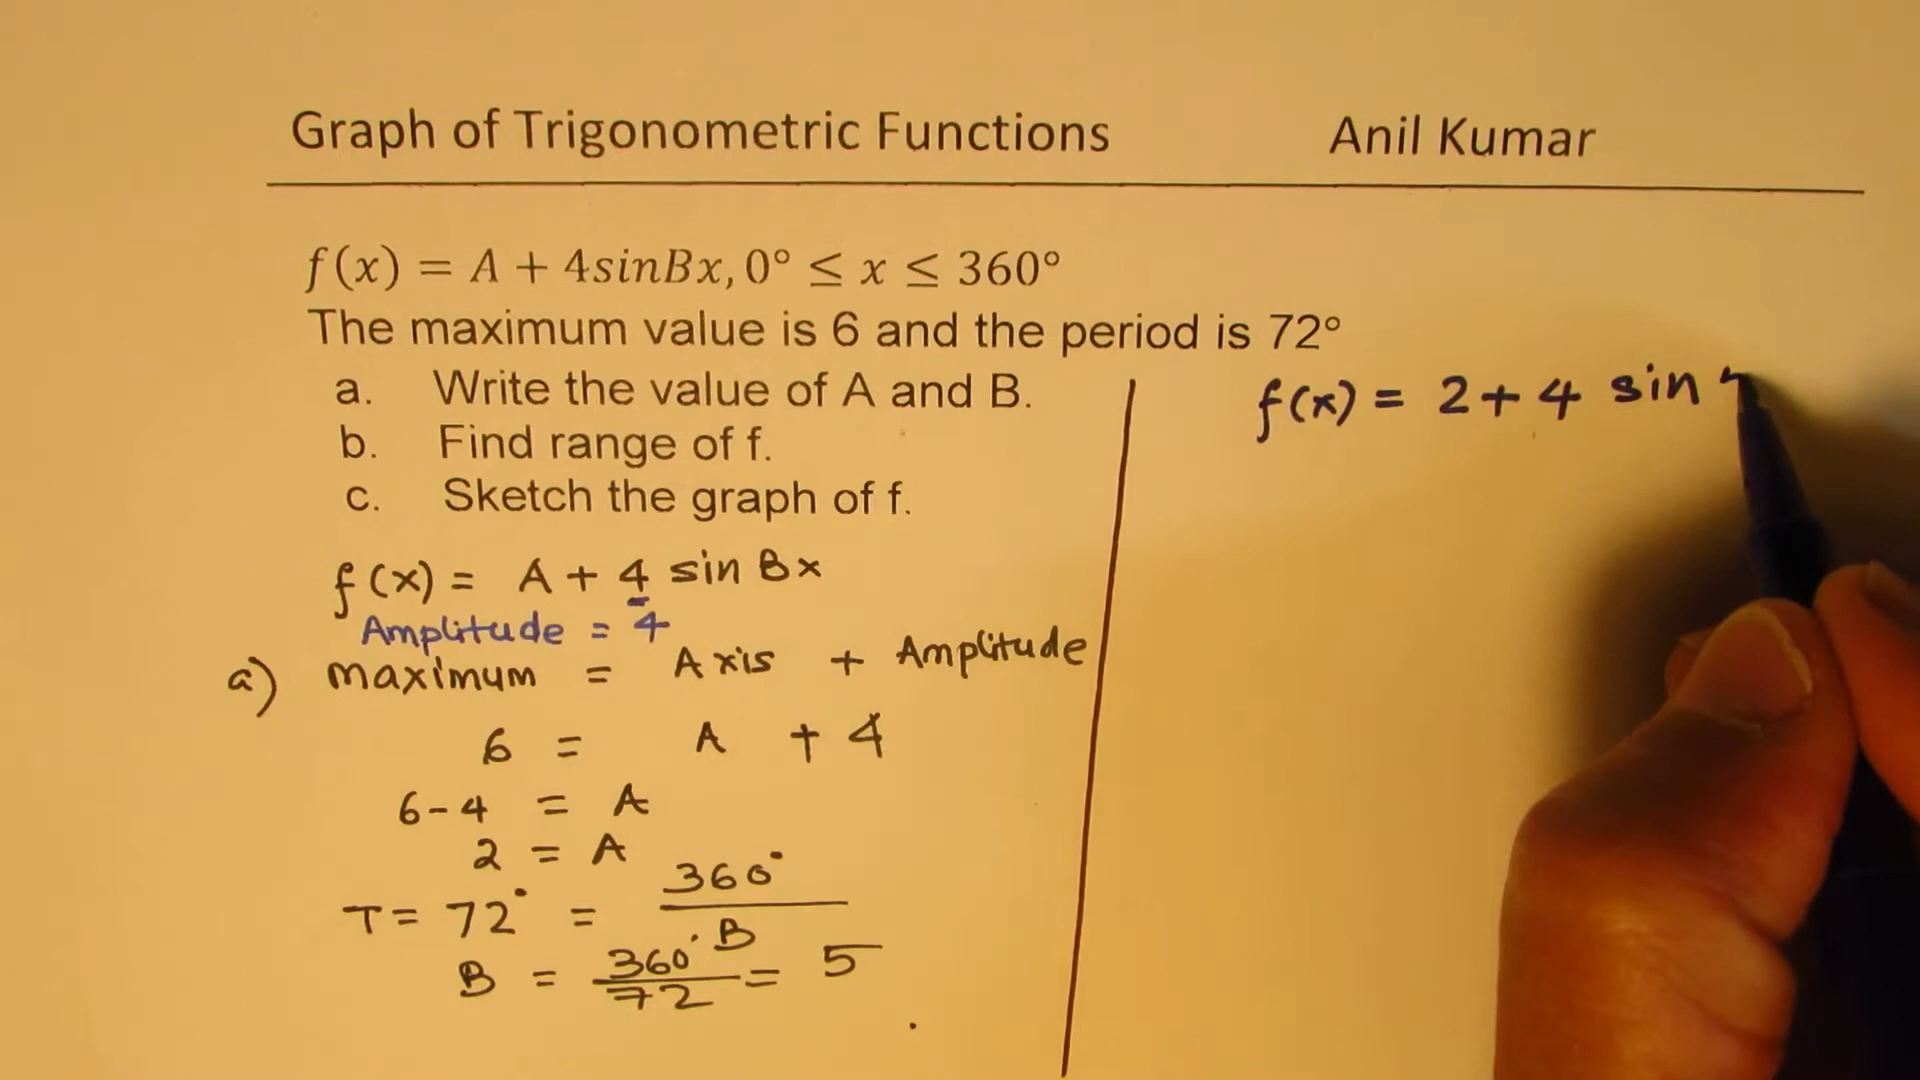 Graph of Trigonometric Functions Anil Kumar
f(x) = A + 4sinBx, 0° ≤ x ≤ 360°
The maximum value is 6 and the period is 72°
a. Write the value of A and B.
b. Find range of f.
c. Sketch the graph of f.
f(x) = A + 4 sin Bx
Amplitude = 4
a) maximum = Axis + Amplitude
6 = A + 4
6 - 4 = A
2 = A
T = 72° = 360° / B
B = 360° / 72 = 5
f(x) = 2 + 4 sin